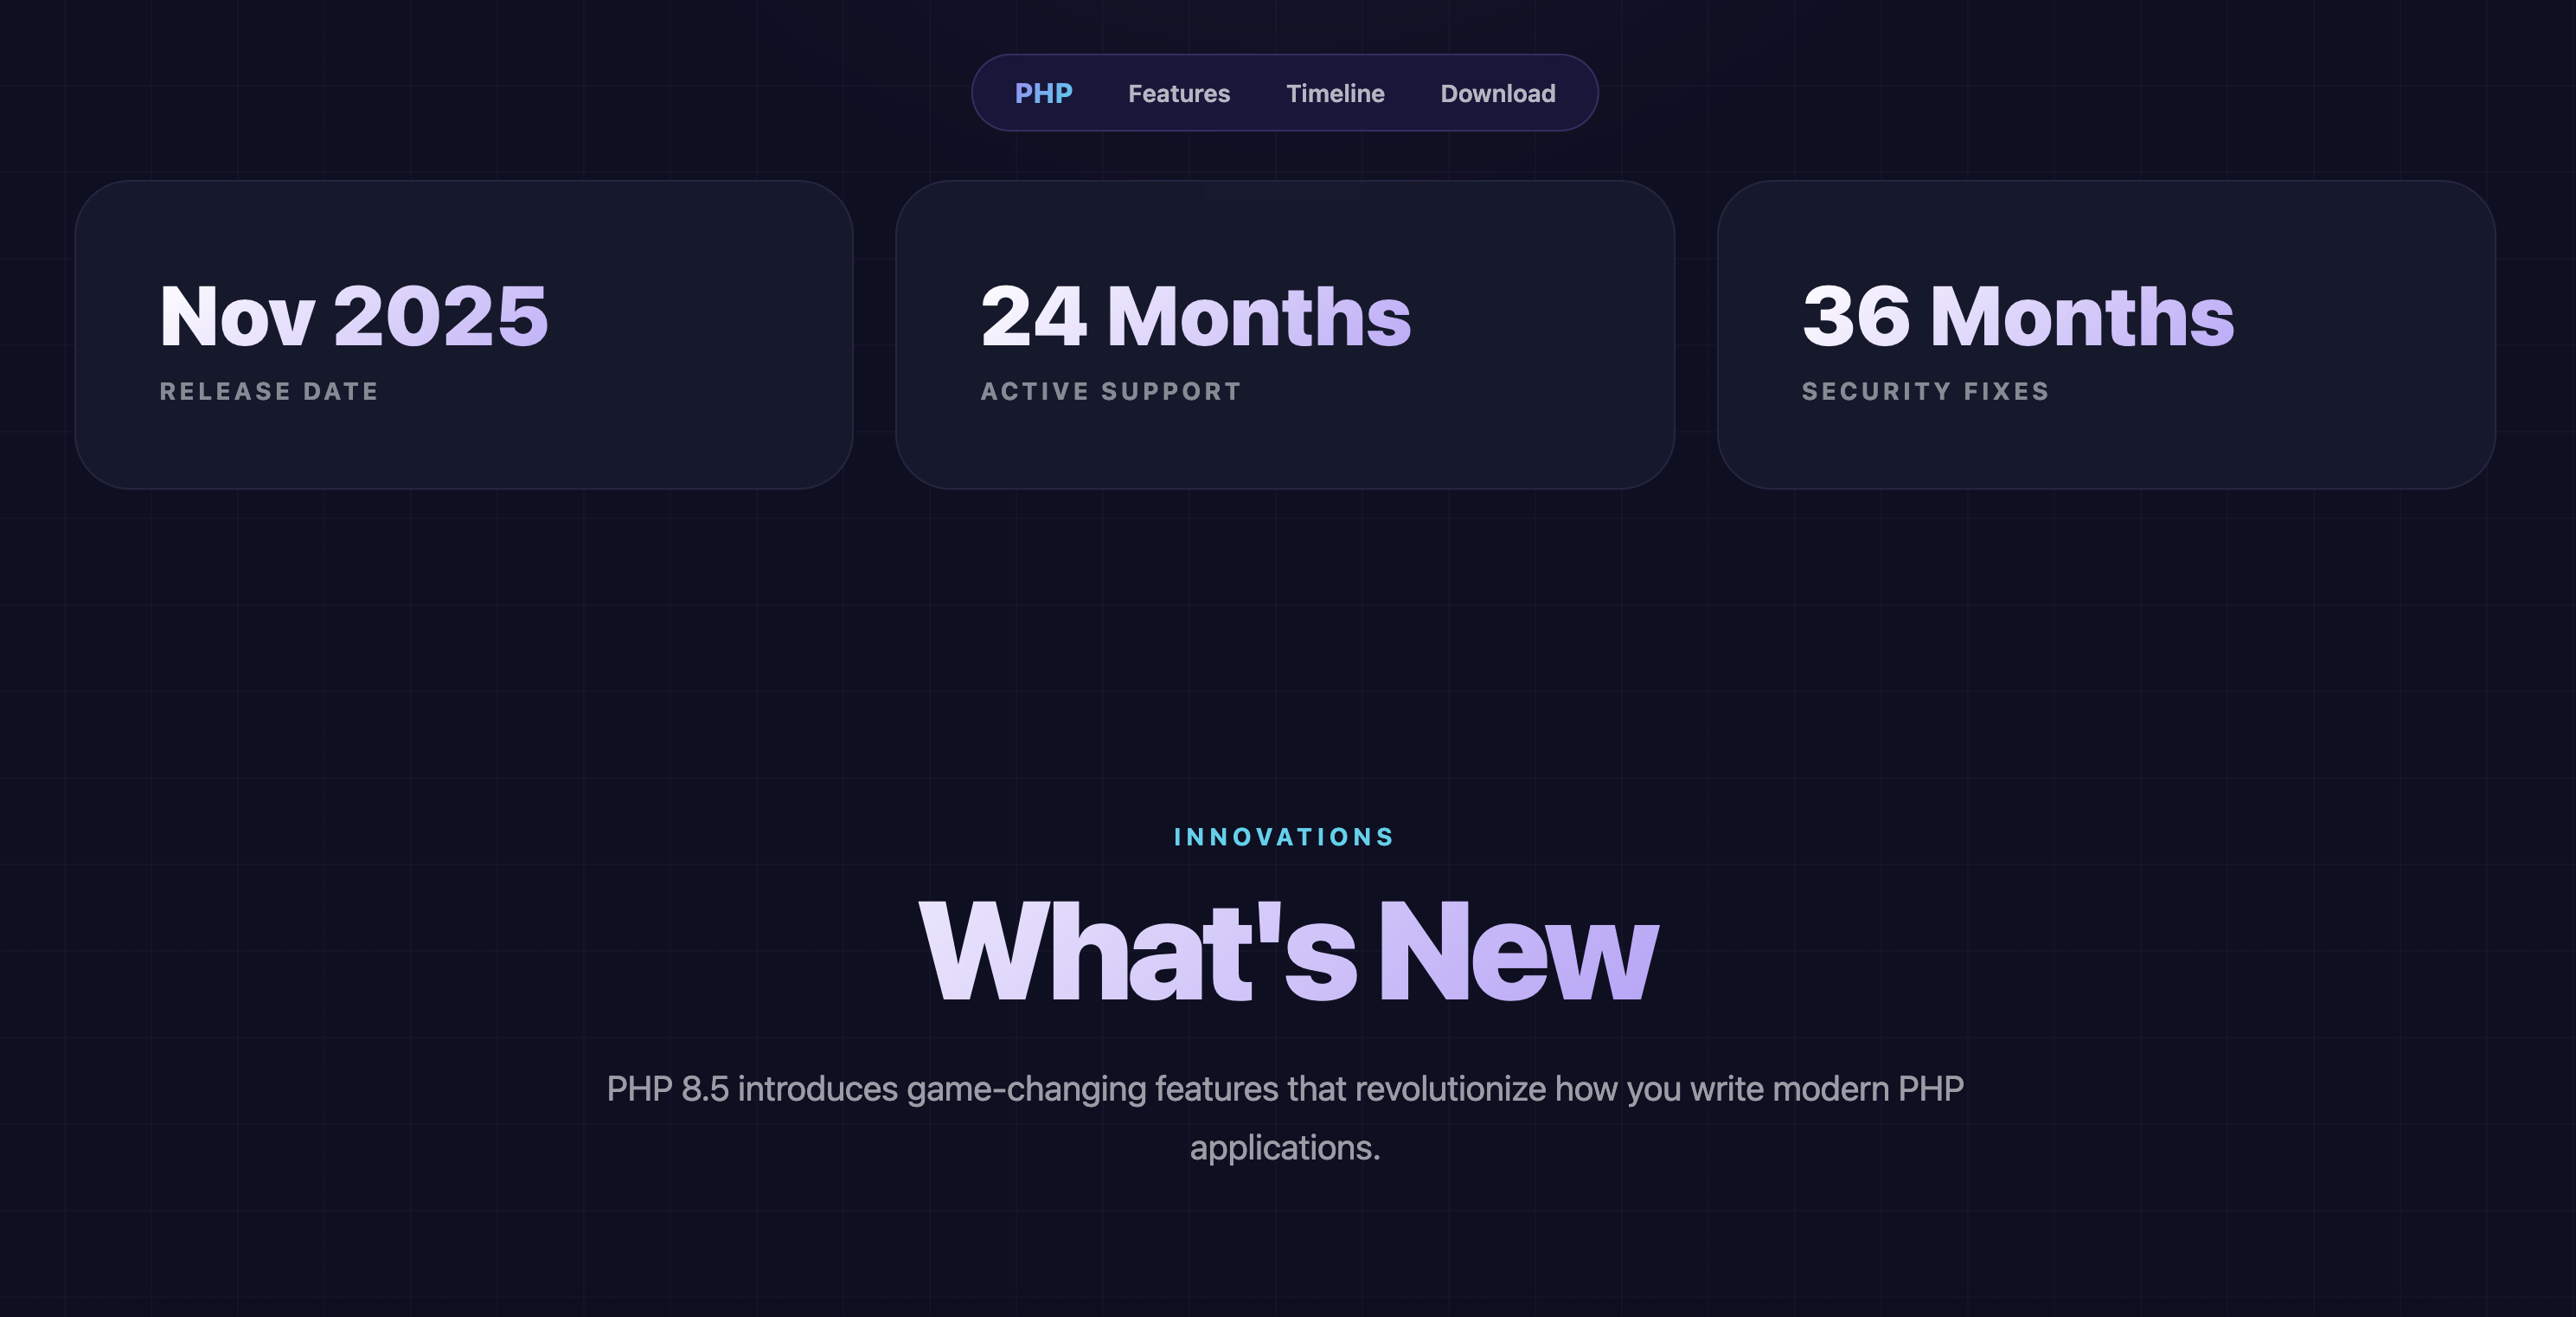 PHP Features Timeline Download
Nov 2025
RELEASE DATE
24 Months
ACTIVE SUPPORT
36 Months
SECURITY FIXES
INNOVATIONS
What's New
PHP 8.5 introduces game-changing features that revolutionize how you write modern PHP
applications.